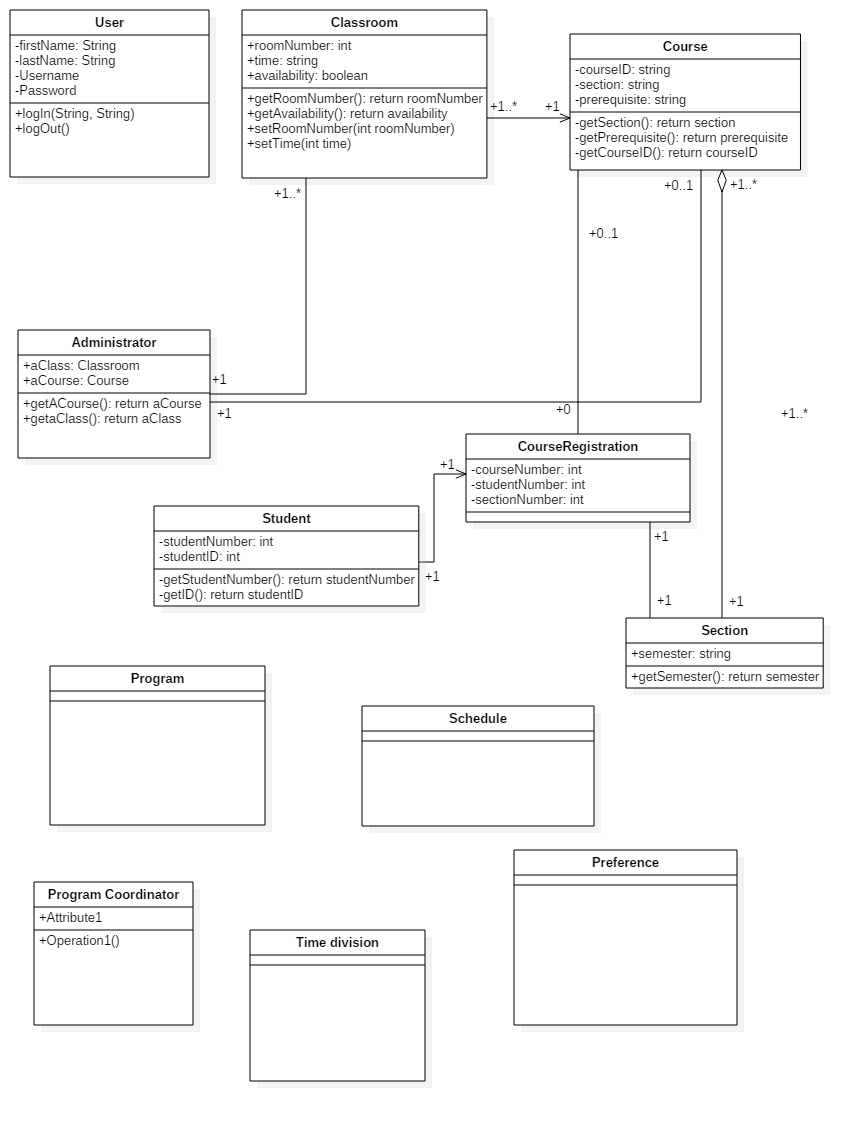 User
-firstName: String
-lastName: String
-Username
-Password
+logIn(String, String)
+logOut()
Classroom
+roomNumber: int
+time: string
+availability: boolean
+getRoomNumber(): return roomNumber
+getAvailability(): return availability
+setRoomNumber(int roomNumber)
+setTime(int time)
+1..*
+1
Course
-courseID: string
-section: string
-prerequisite: string
-getSection(): return section
-getPrerequisite(): return prerequisite
-getCourseID(): return courseID
+1..*
+0..1
+1..*
+0..1
Administrator
+aClass: Classroom
+aCourse: Course
+getACourse(): return aCourse
+getaClass(): return aClass
+1
+1
+0
+1..*
CourseRegistration
-courseNumber: int
-studentNumber: int
-sectionNumber: int
+1
Student
-studentNumber: int
-studentID: int
-getStudentNumber(): return studentNumber
-getID(): return studentID
+1
+1
+1
+1
Section
+semester: string
+getSemester(): return semester
Program
Schedule
Preference
Program Coordinator
+Attribute1
+Operation1()
Time division